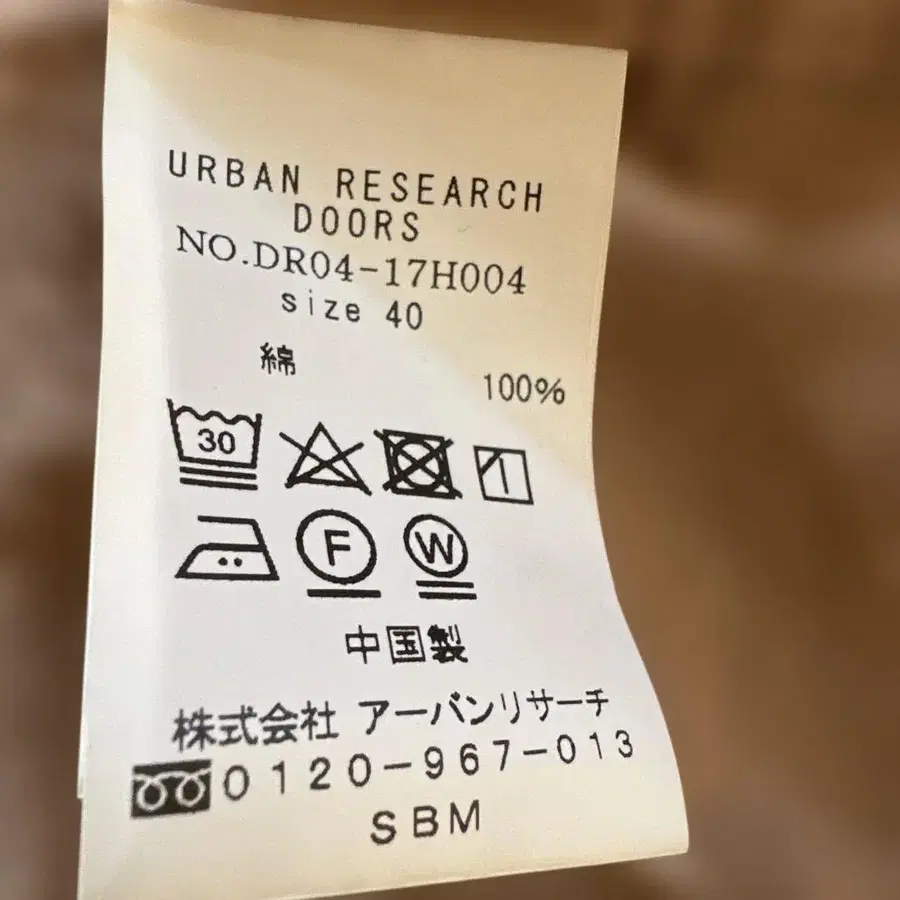 URBAN RESEARCH
DOORS
NO.DR04-17H004
size 40
綿 100%
30
F W
中国製
株式会社 アーバンリサーチ
0120-967-013
SBM